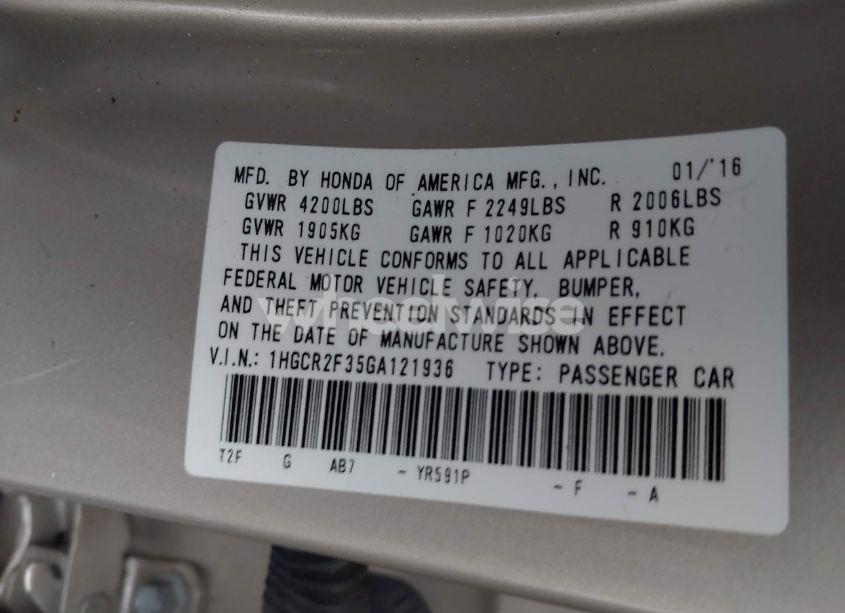 MFD. BY HONDA OF AMERICA MFG., INC. 01/'16
GVWR 4200LBS GAWR F 2249LBS R 2006LBS
GVWR 1905KG GAWR F 1020KG R 910KG
THIS VEHICLE CONFORMS TO ALL APPLICABLE
FEDERAL MOTOR VEHICLE SAFETY, BUMPER,
AND THEFT PREVENTION STANDARDS IN EFFECT
ON THE DATE OF MANUFACTURE SHOWN ABOVE.
V.I.N.: 1HGCR2F35GA121936 TYPE: PASSENGER CAR
T2F G AB7 - YR591P - F - A
wheelwire